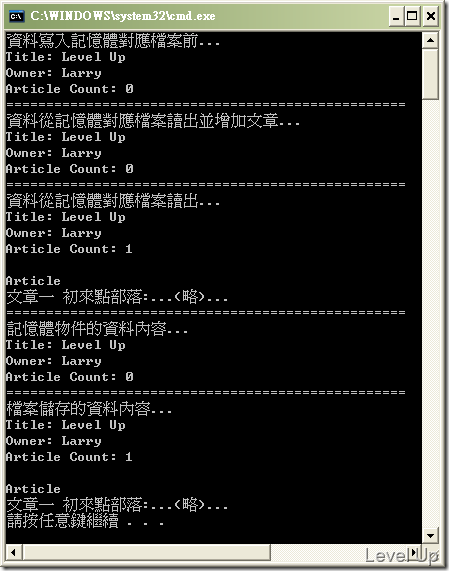 C:\WINDOWS\system32\cmd.exe
資料寫入記憶體對應檔案前...
Title: Level Up
Owner: Larry
Article Count: 0
==================================================
資料從記憶體對應檔案讀出並增加文章...
Title: Level Up
Owner: Larry
Article Count: 0
==================================================
資料從記憶體對應檔案讀出...
Title: Level Up
Owner: Larry
Article Count: 1

Article
文章一 初來點部落:...(略)...
==================================================
記憶體物件的資料內容...
Title: Level Up
Owner: Larry
Article Count: 0
==================================================
檔案儲存的資料內容...
Title: Level Up
Owner: Larry
Article Count: 1

Article
文章一 初來點部落:...(略)...
請按任意鍵繼續 . . .
Level Up